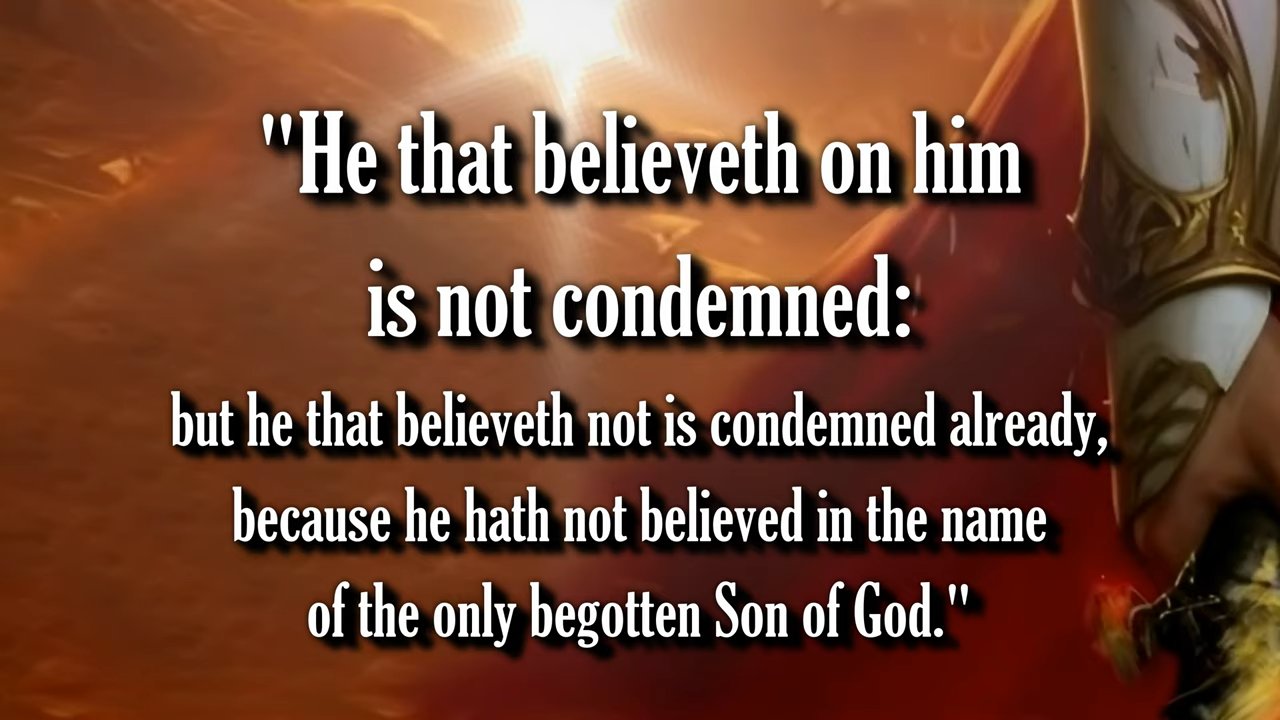 "He that believeth on him
is not condemned:
but he that believeth not is condemned already,
because he hath not believed in the name
of the only begotten Son of God."